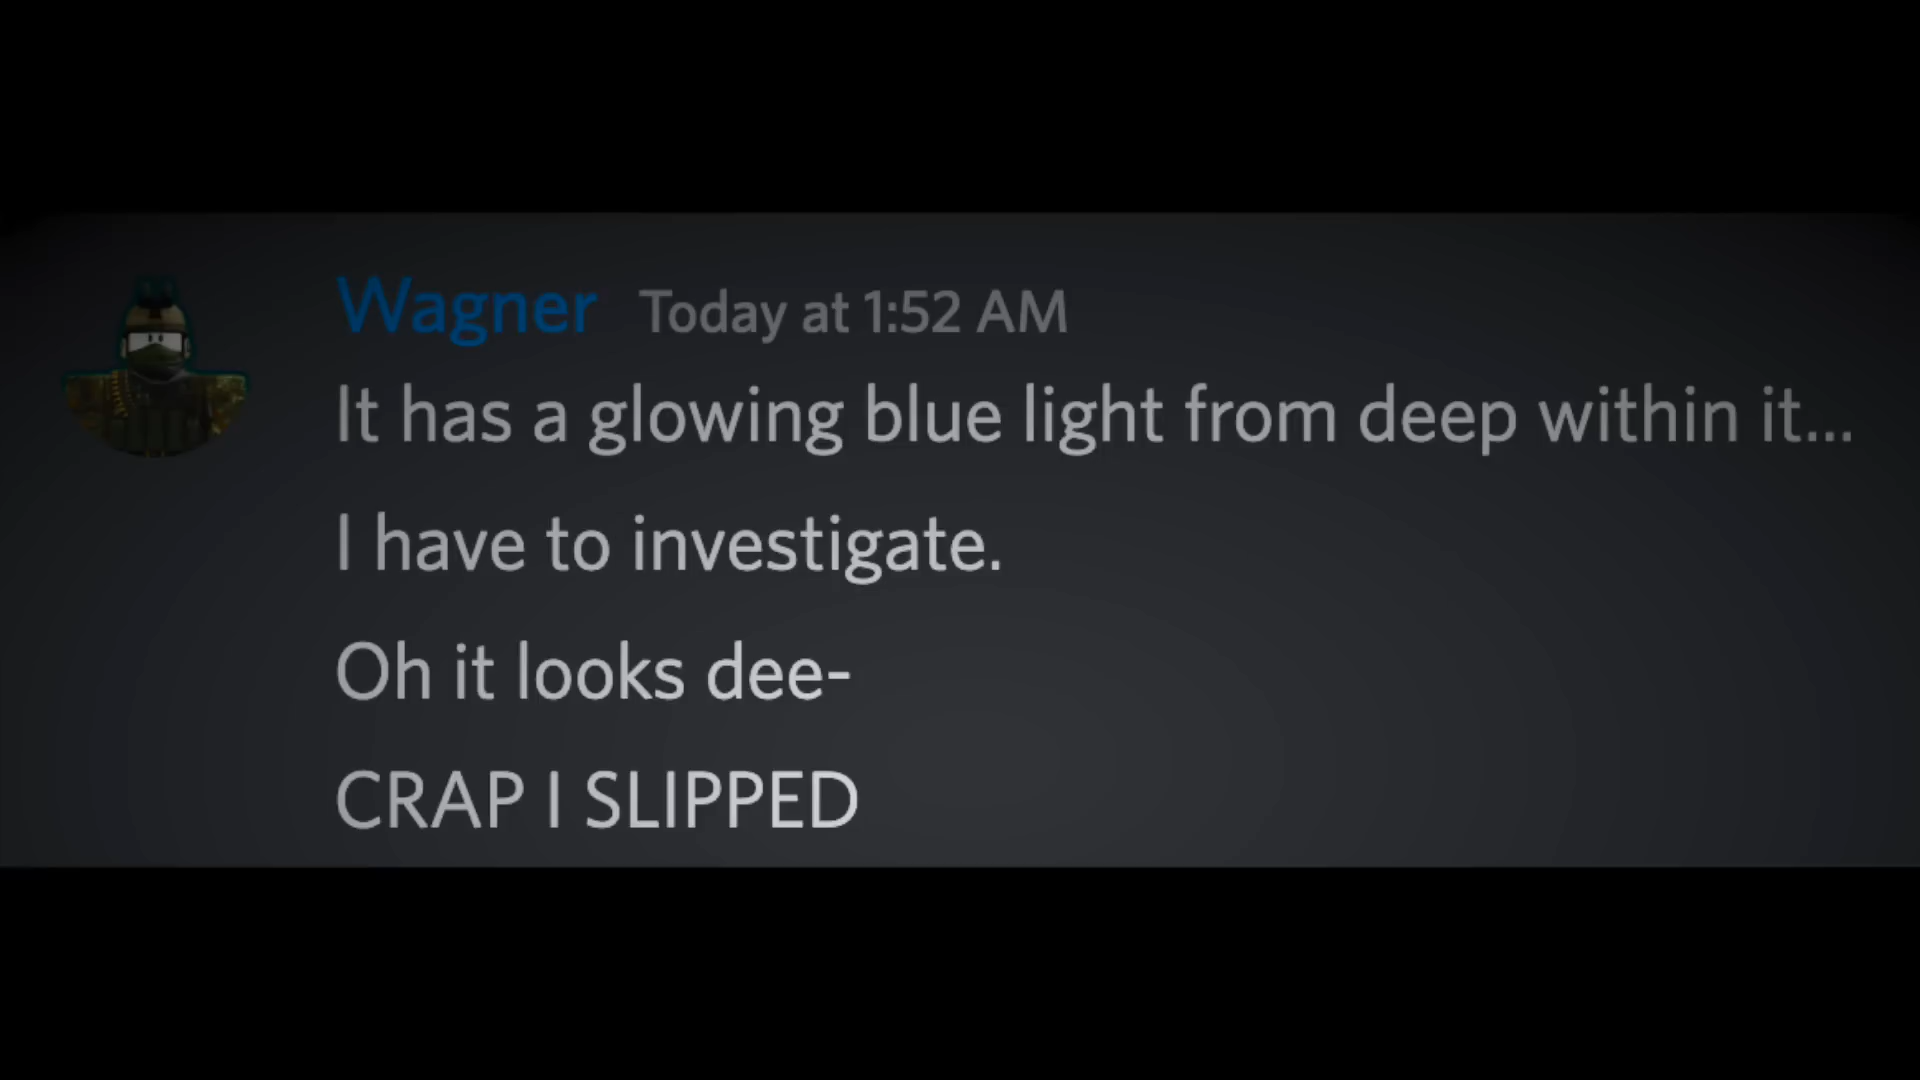 Wagner Today at 1:52 AM
It has a glowing blue light from deep within it...
I have to investigate.
Oh it looks dee-
CRAP I SLIPPED